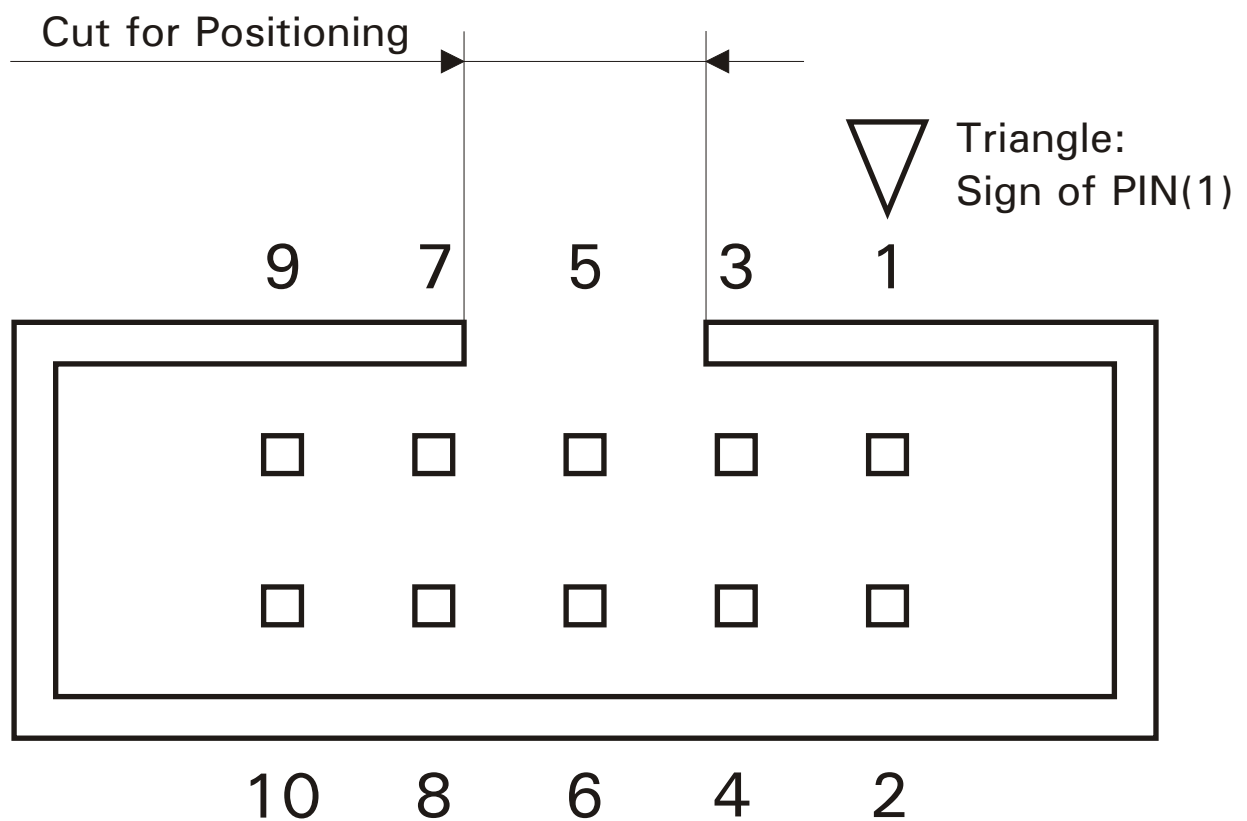 Cut for Positioning
Triangle:
Sign of PIN(1)
9 7 5 3 1
10 8 6 4 2